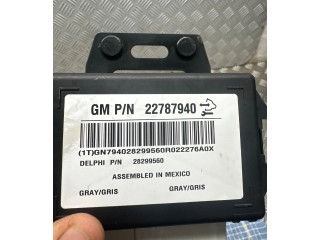 GM P/N 22787940
(1T)GN794028299560R022276A0X
DELPHI P/N 28299560
ASSEMBLED IN MEXICO
GRAY/GRIS GRAY/GRIS